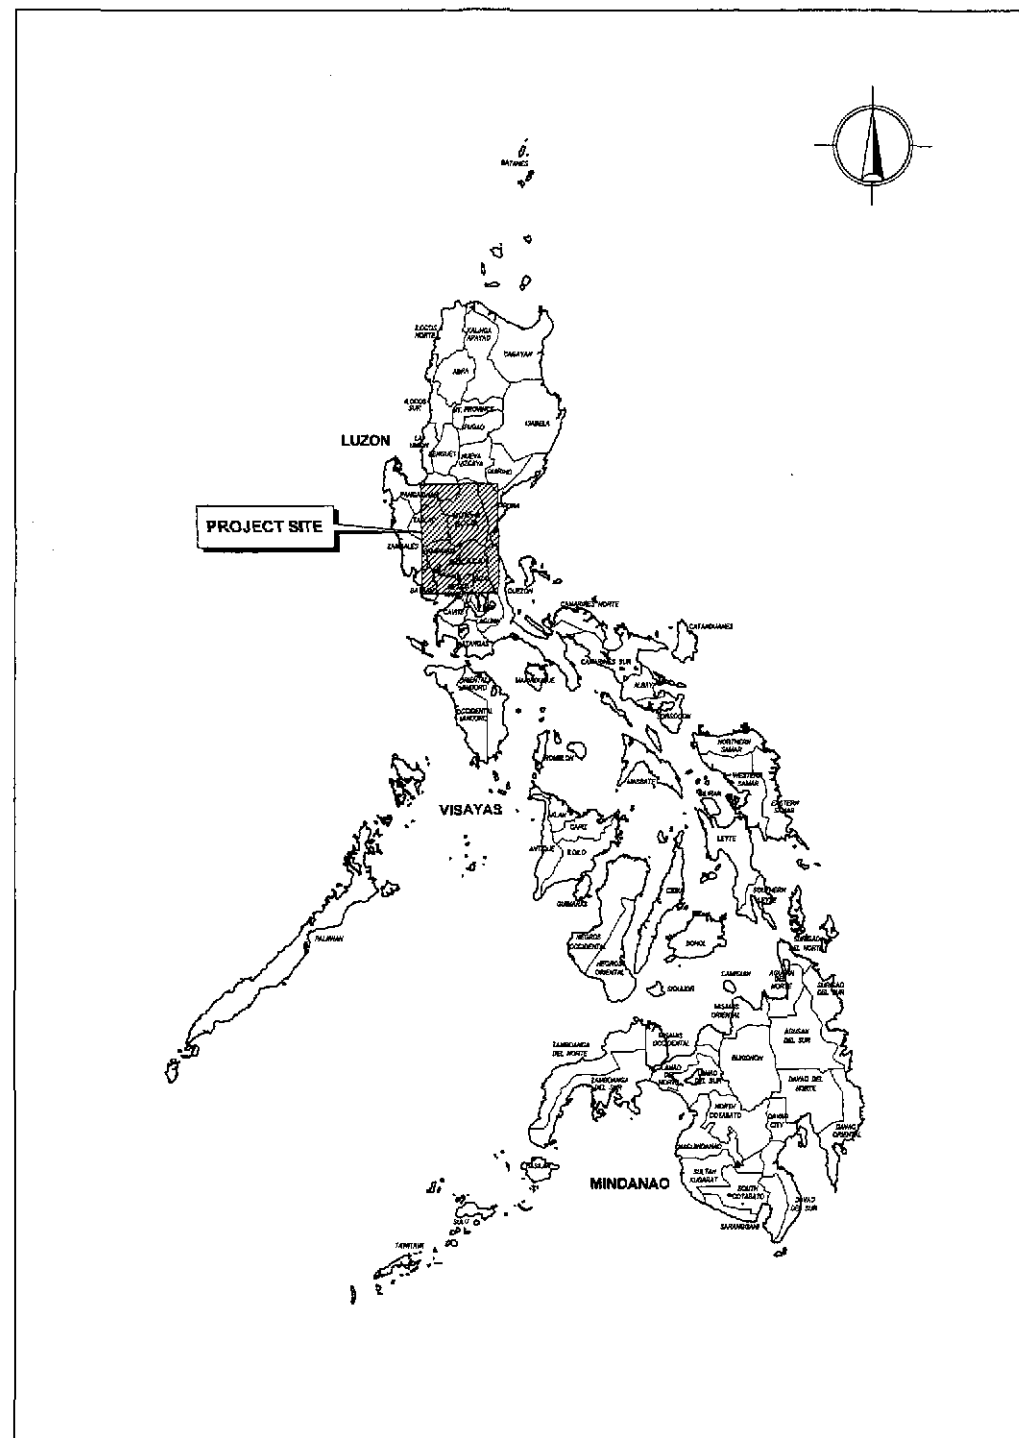 BATANES
ILOCOS
NORTE
KALINGA
APAYAO
CAGAYAN
ABRA
ILOCOS
SUR
MT. PROVINCE
IFUGAO
ISABELA
LUZON
LA
UNION
BENGUET
NUEVA
VIZCAYA
QUIRINO
PROJECT SITE
ZAMBALES
QUEZON
CAVITE
LAGUNA
BATANGAS
CAMARINES NORTE
CATANDUANES
CAMARINES SUR
ALBAY
SORSOGON
ORIENTAL
MINDORO
MARINDUQUE
OCCIDENTAL
MINDORO
ROMBLON
MASBATE
NORTHERN
SAMAR
WESTERN
SAMAR
EASTERN
SAMAR
BILIRAN
VISAYAS
AKLAN
CAPIZ
ANTIQUE
ILOILO
LEYTE
GUIMARAS
CEBU
SOUTHERN
LEYTE
PALAWAN
NEGROS
OCCIDENTAL
BOHOL
SURIGAO
DEL NORTE
NEGROS
ORIENTAL
SIQUIJOR
CAMIGUIN
AGUSAN
DEL
NORTE
SURIGAO
DEL SUR
MISAMIS
ORIENTAL
ZAMBOANGA
DEL NORTE
MISAMIS
OCCIDENTAL
AGUSAN
DEL SUR
BUKIDNON
LANAO
DEL
NORTE
LANAO
DEL SUR
ZAMBOANGA
DEL SUR
DAVAO DEL
NORTE
NORTH
COTABATO
DAVAO
CITY
DAVAO
ORIENTAL
MAGUINDANAO
BASILAN
MINDANAO
SULTAN
KUDARAT
SOUTH
COTABATO
DAVAO
DEL SUR
SARANGGANI
SULU
TAWITAWI